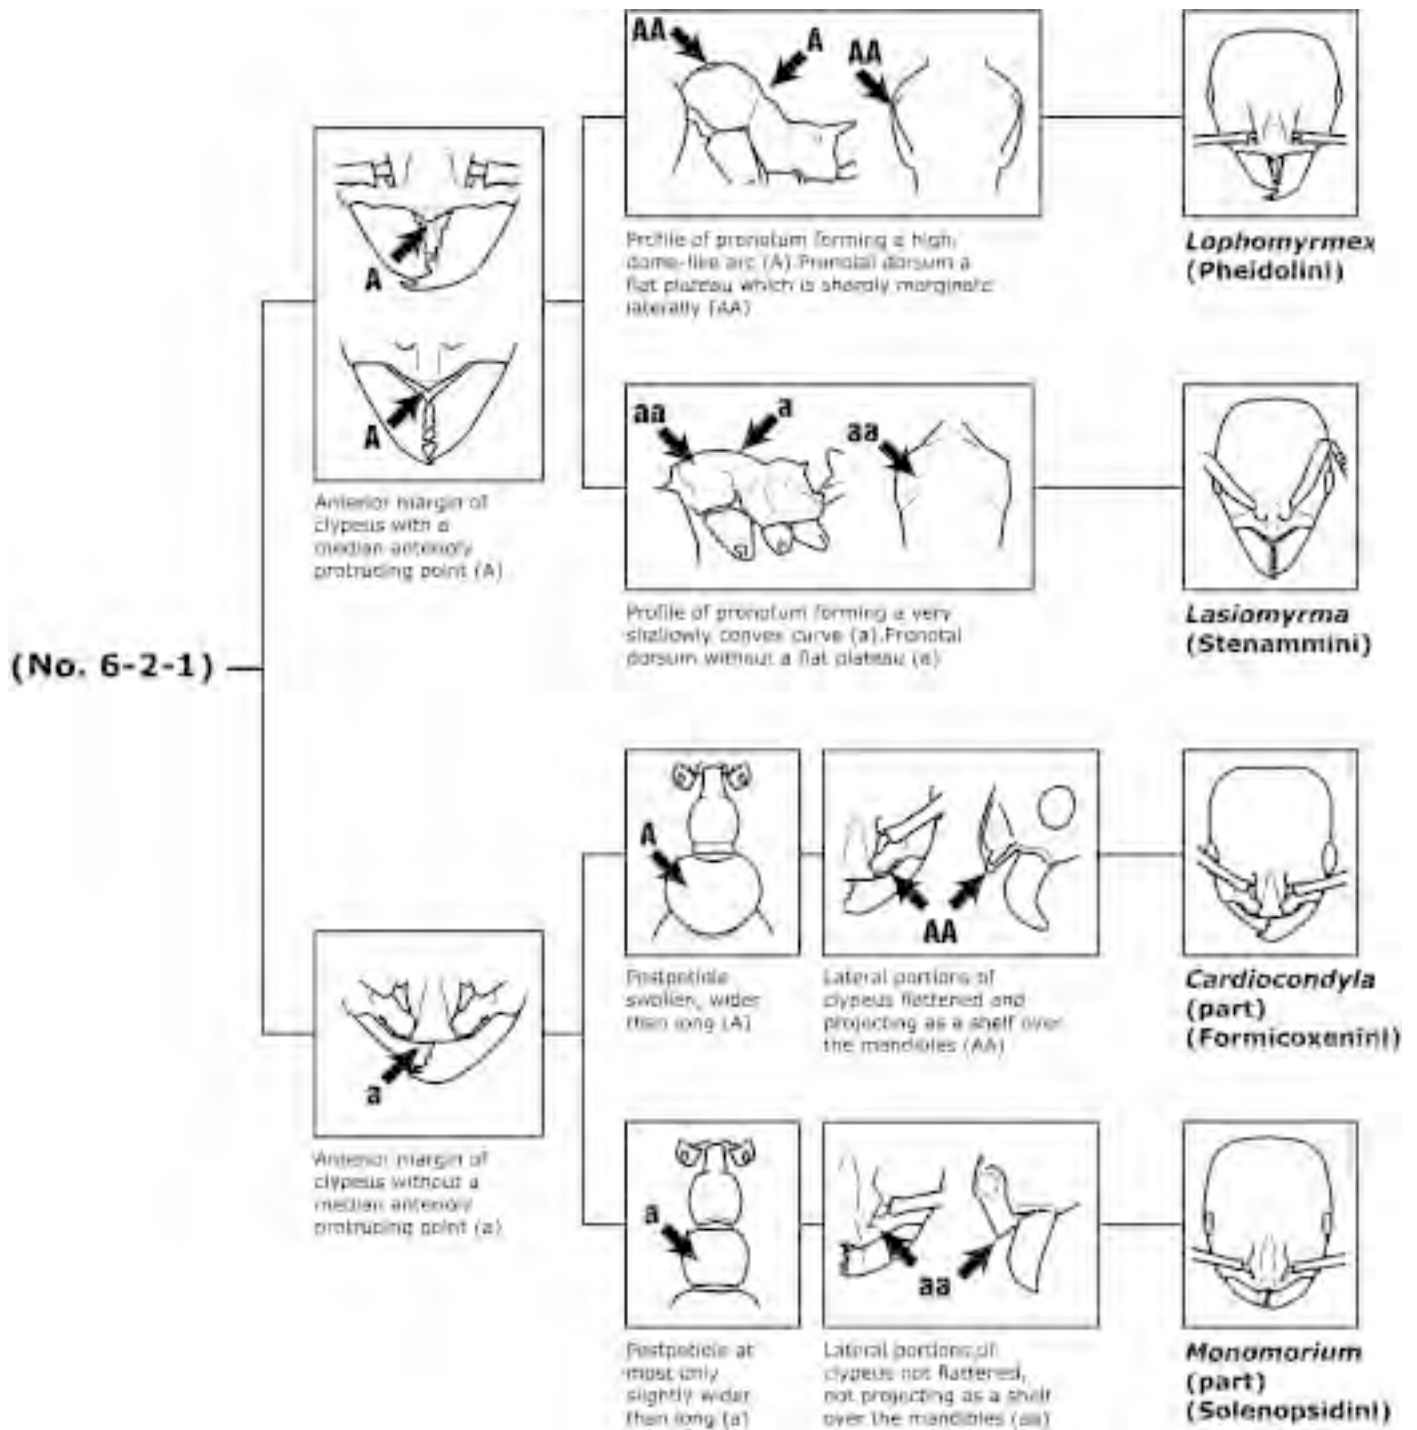 AA
A
AA
A
A
Profile of pronotum forming a high,
dome-like arc (A).Pronotal dorsum a
flat plateau which is sharply marginate
laterally (AA)
Lophomyrmex
(Pheidolini)
Anterior margin of
clypeus with a
median anteriorly
protruding point (A)
aa
a
aa
Profile of pronotum forming a very
shallowly convex curve (a).Pronotal
dorsum without a flat plateau (a)
Lasiomyrma
(Stenammini)
(No. 6-2-1)
A
AA
Postpetiole
swollen, wider
than long (A)
Lateral portions of
clypeus flattened and
projecting as a shelf over
the mandibles (AA)
Cardiocondyla
(part)
(Formicoxenini)
a
Anterior margin of
clypeus without a
median anteriorly
protruding point (a)
a
aa
Postpetiole at
most only
slightly wider
than long (a)
Lateral portions of
clypeus not flattened,
not projecting as a shelf
over the mandibles (aa)
Monomorium
(part)
(Solenopsidini)